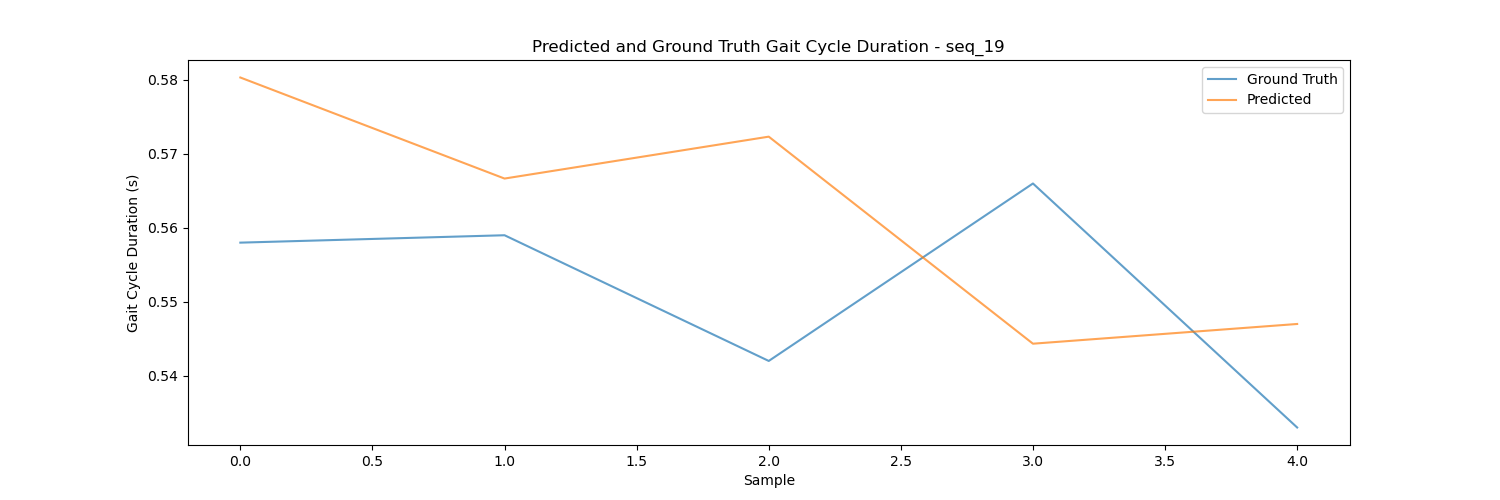 Predicted and Ground Truth Gait Cycle Duration - seq_19
Ground Truth
Predicted
Gait Cycle Duration (s)
0.58
0.57
0.56
0.55
0.54
0.0 0.5 1.0 1.5 2.0 2.5 3.0 3.5 4.0
Sample